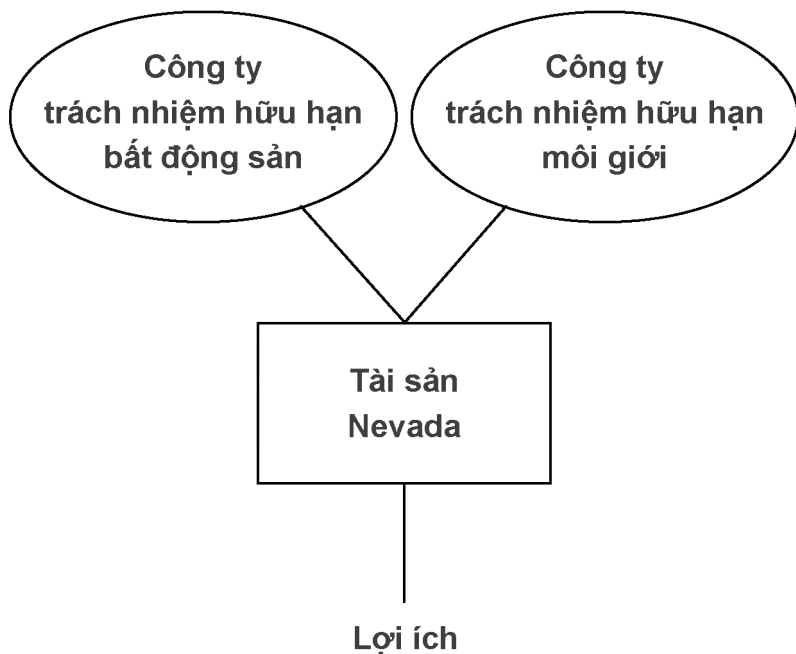 Công ty
trách nhiệm hữu hạn
bất động sản
Công ty
trách nhiệm hữu hạn
môi giới
Tài sản
Nevada
Lợi ích